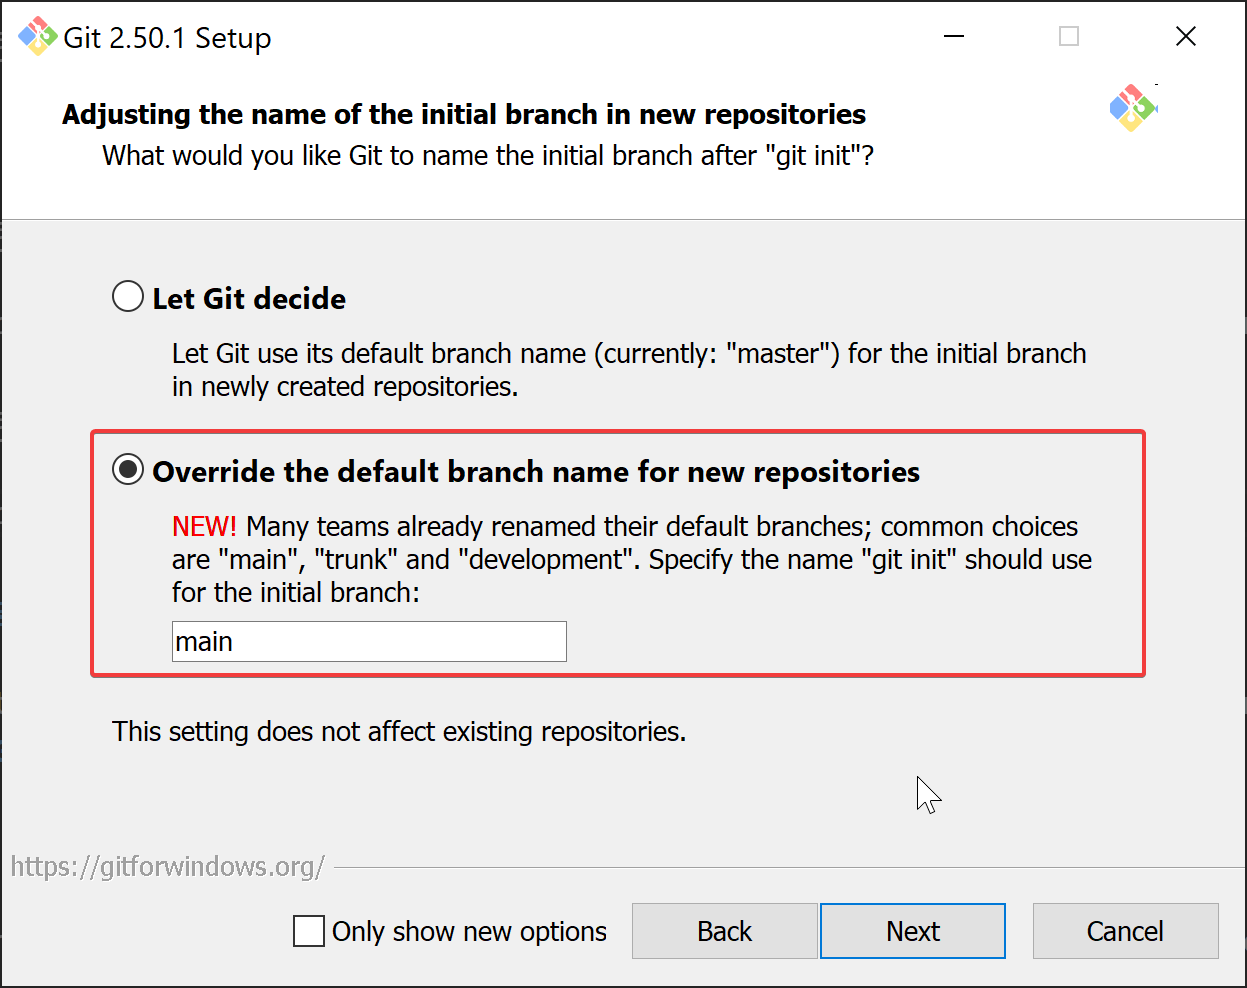 Git 2.50.1 Setup
Adjusting the name of the initial branch in new repositories
What would you like Git to name the initial branch after "git init"?
Let Git decide
Let Git use its default branch name (currently: "master") for the initial branch
in newly created repositories.
Override the default branch name for new repositories
NEW! Many teams already renamed their default branches; common choices
are "main", "trunk" and "development". Specify the name "git init" should use
for the initial branch:
main
This setting does not affect existing repositories.
https://gitforwindows.org/
Only show new options
Back
Next
Cancel